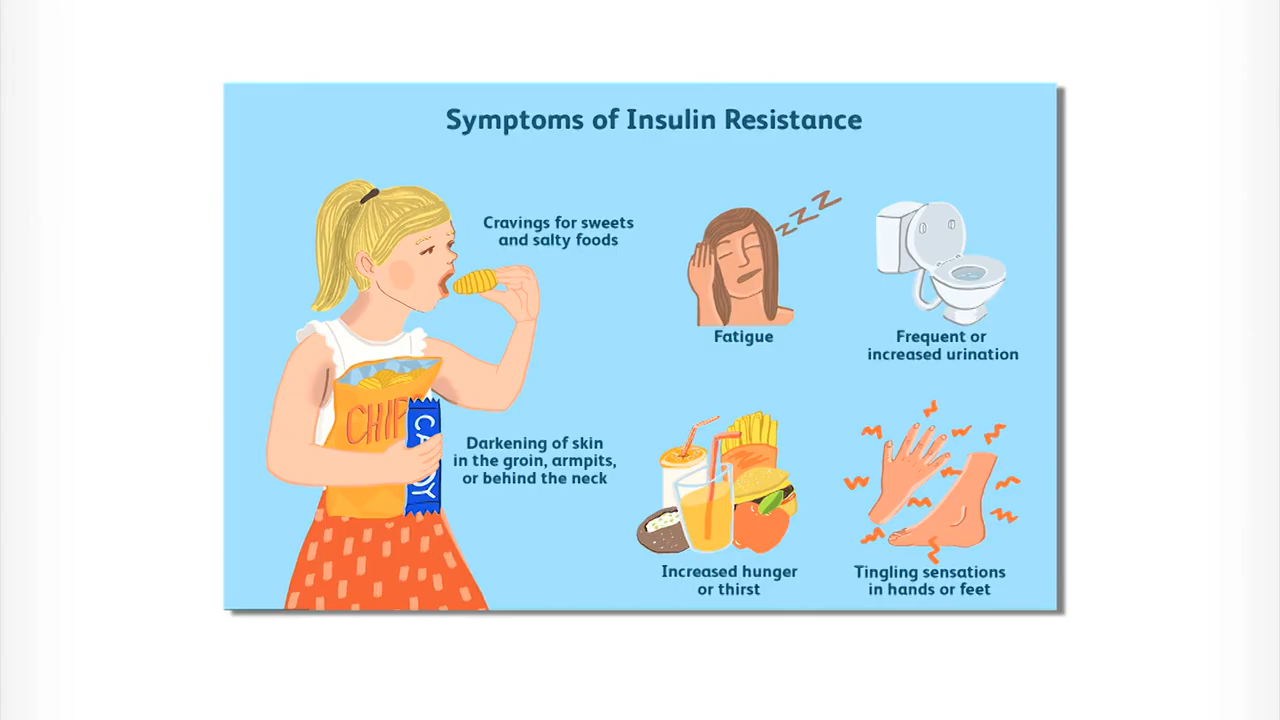 Symptoms of Insulin Resistance
Cravings for sweets
and salty foods
Fatigue
Frequent or
increased urination
CHIP
CANDY
Darkening of skin
in the groin, armpits,
or behind the neck
Increased hunger
or thirst
Tingling sensations
in hands or feet